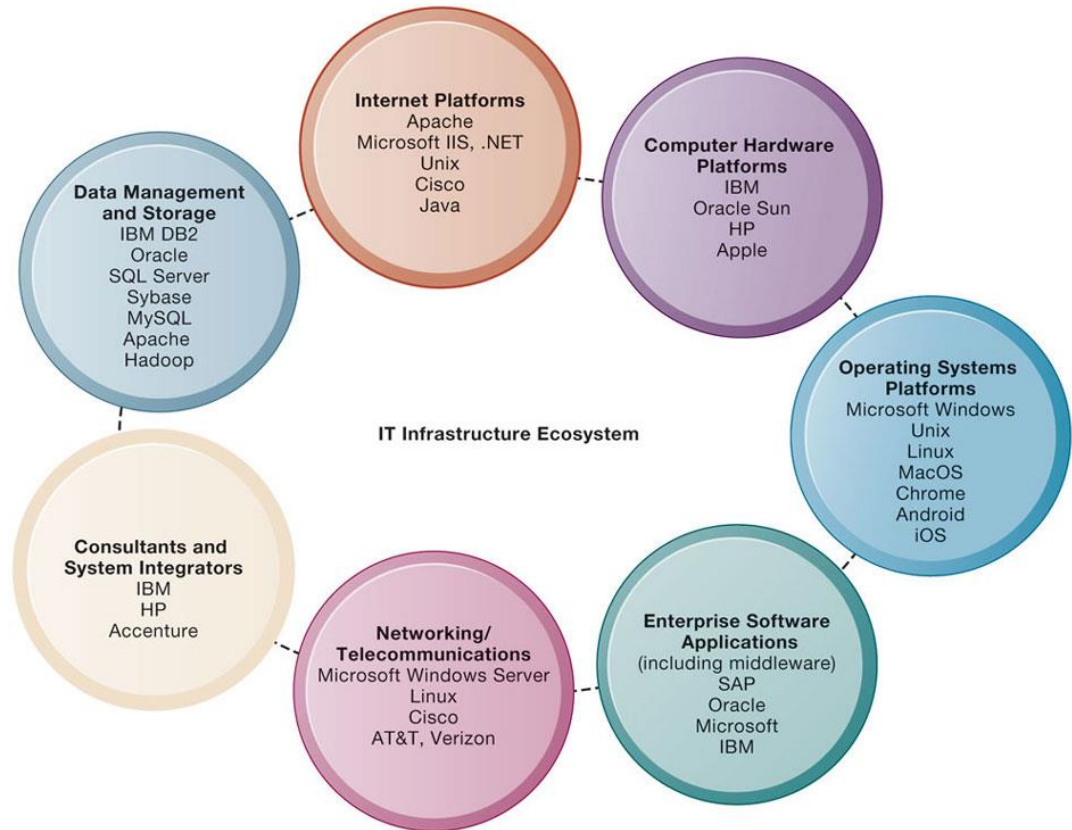 Internet Platforms
Apache
Microsoft IIS, .NET
Unix
Cisco
Java
Computer Hardware
Platforms
IBM
Oracle Sun
HP
Apple
Data Management
and Storage
IBM DB2
Oracle
SQL Server
Sybase
MySQL
Apache
Hadoop
Operating Systems
Platforms
Microsoft Windows
Unix
Linux
MacOS
Chrome
Android
iOS
IT Infrastructure Ecosystem
Consultants and
System Integrators
IBM
HP
Accenture
Networking/
Telecommunications
Microsoft Windows Server
Linux
Cisco
AT&T, Verizon
Enterprise Software
Applications
(including middleware)
SAP
Oracle
Microsoft
IBM